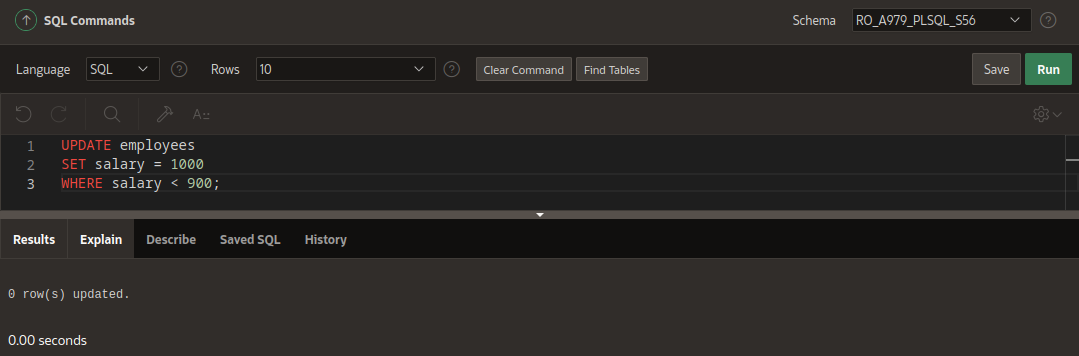 SQL Commands Schema RO_A979_PLSQL_S56 ?
Language SQL ? Rows 10 ? Clear Command Find Tables Save Run
A
1 UPDATE employees
2 SET salary = 1000
3 WHERE salary < 900;
Results Explain Describe Saved SQL History
0 row(s) updated.
0.00 seconds